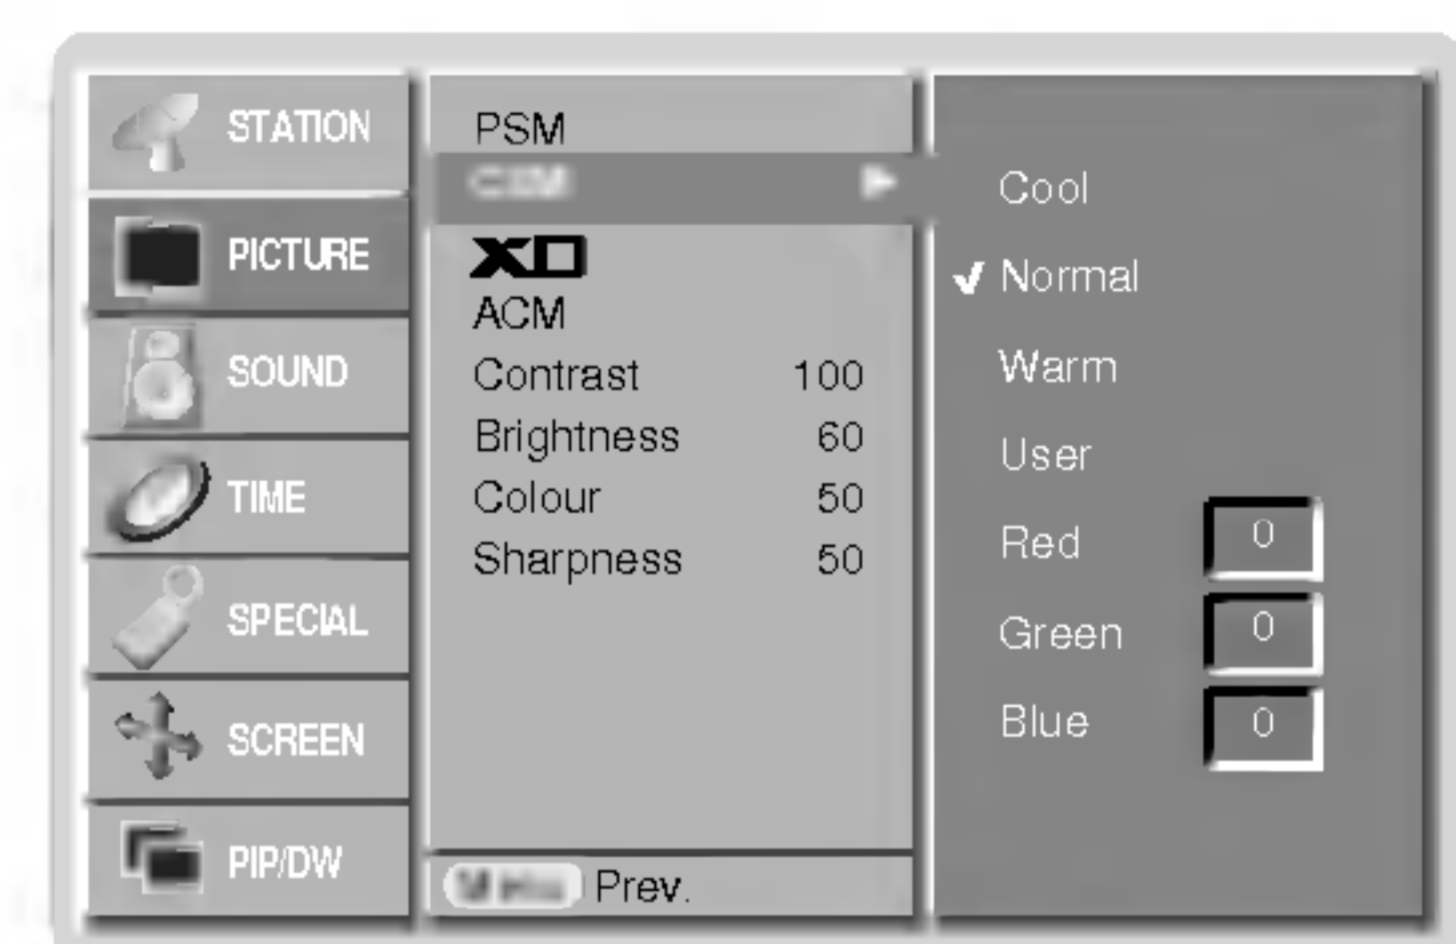 STATION
PICTURE
SOUND
TIME
SPECIAL
SCREEN
PIP/DW
PSM
XD
ACM
Contrast 100
Brightness 60
Colour 50
Sharpness 50
Prev.
Cool
✔ Normal
Warm
User
Red 0
Green 0
Blue 0